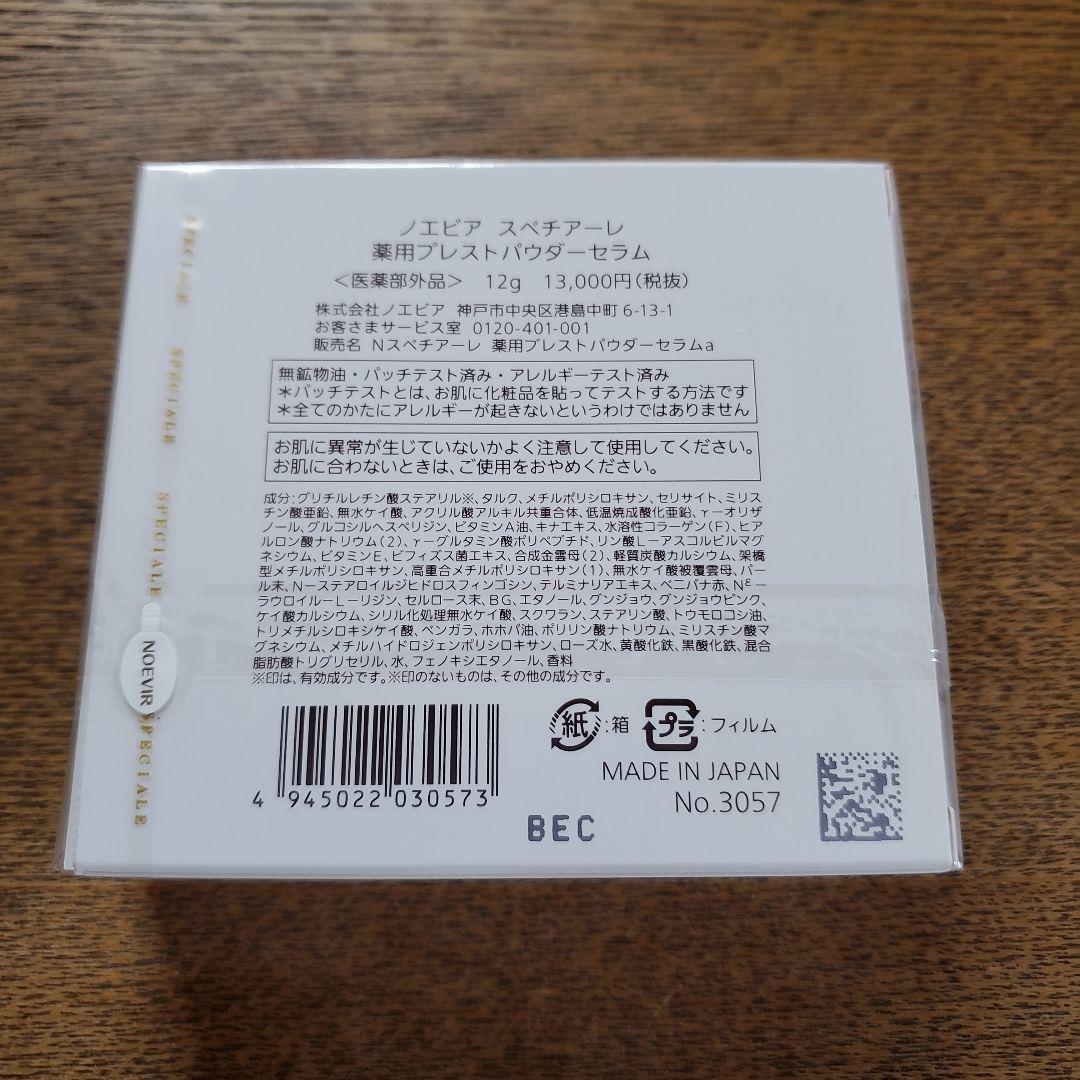 ノエビア スペチアーレ
薬用プレストパウダーセラム
＜医薬部外品＞ 12g 13,000円(税抜)
株式会社ノエビア 神戸市中央区港島中町6-13-1
お客さまサービス室 0120-401-001
販売名 Nスペチアーレ 薬用プレストパウダーセラムa
無鉱物油・パッチテスト済み・アレルギーテスト済み
＊パッチテストとは、お肌に化粧品を貼ってテストする方法です
＊全てのかたにアレルギーが起きないというわけではありません
お肌に異常が生じていないかよく注意して使用してください。
お肌に合わないときは、ご使用をおやめください。
成分:グリチルレチン酸ステアリル※、タルク、メチルポリシロキサン、セリサイト、ミリス
チン酸亜鉛、無水ケイ酸、アクリル酸アルキル共重合体、低温焼成酸化亜鉛、γーオリザ
ノール、グルコシルヘスペリジン、ビタミンA油、キナエキス、水溶性コラーゲン(F)、ヒア
ルロン酸ナトリウム(2)、γーグルタミン酸ポリペプチド、リン酸Lーアスコルビルマグ
ネシウム、ビタミンE、ビフィズス菌エキス、合成金雲母(2)、軽質炭酸カルシウム、架橋
型メチルポリシロキサン、高重合メチルポリシロキサン(1)、無水ケイ酸被覆雲母、パー
ル末、Nーステアロイルジヒドロスフィンゴシン、テルミナリアエキス、ベニバナ赤、Nεー
ラウロイルーLーリジン、セルロース末、BG、エタノール、グンジョウ、グンジョウピンク、
ケイ酸カルシウム、シリル化処理無水ケイ酸、スクワラン、ステアリン酸、トウモロコシ油、
トリメチルシロキシケイ酸、ベンガラ、ホホバ油、ポリリン酸ナトリウム、ミリスチン酸マ
グネシウム、メチルハイドロジェンポリシロキサン、ローズ水、黄酸化鉄、黒酸化鉄、混合
脂肪酸トリグリセリル、水、フェノキシエタノール、香料
※印は、有効成分です。※印のないものは、その他の成分です。
紙:箱 プラ:フィルム
MADE IN JAPAN
No.3057
4 945022 030573
BEC
SPECIALE
SPECIALE
SPECIALE
SPECIALE
NOEVIR